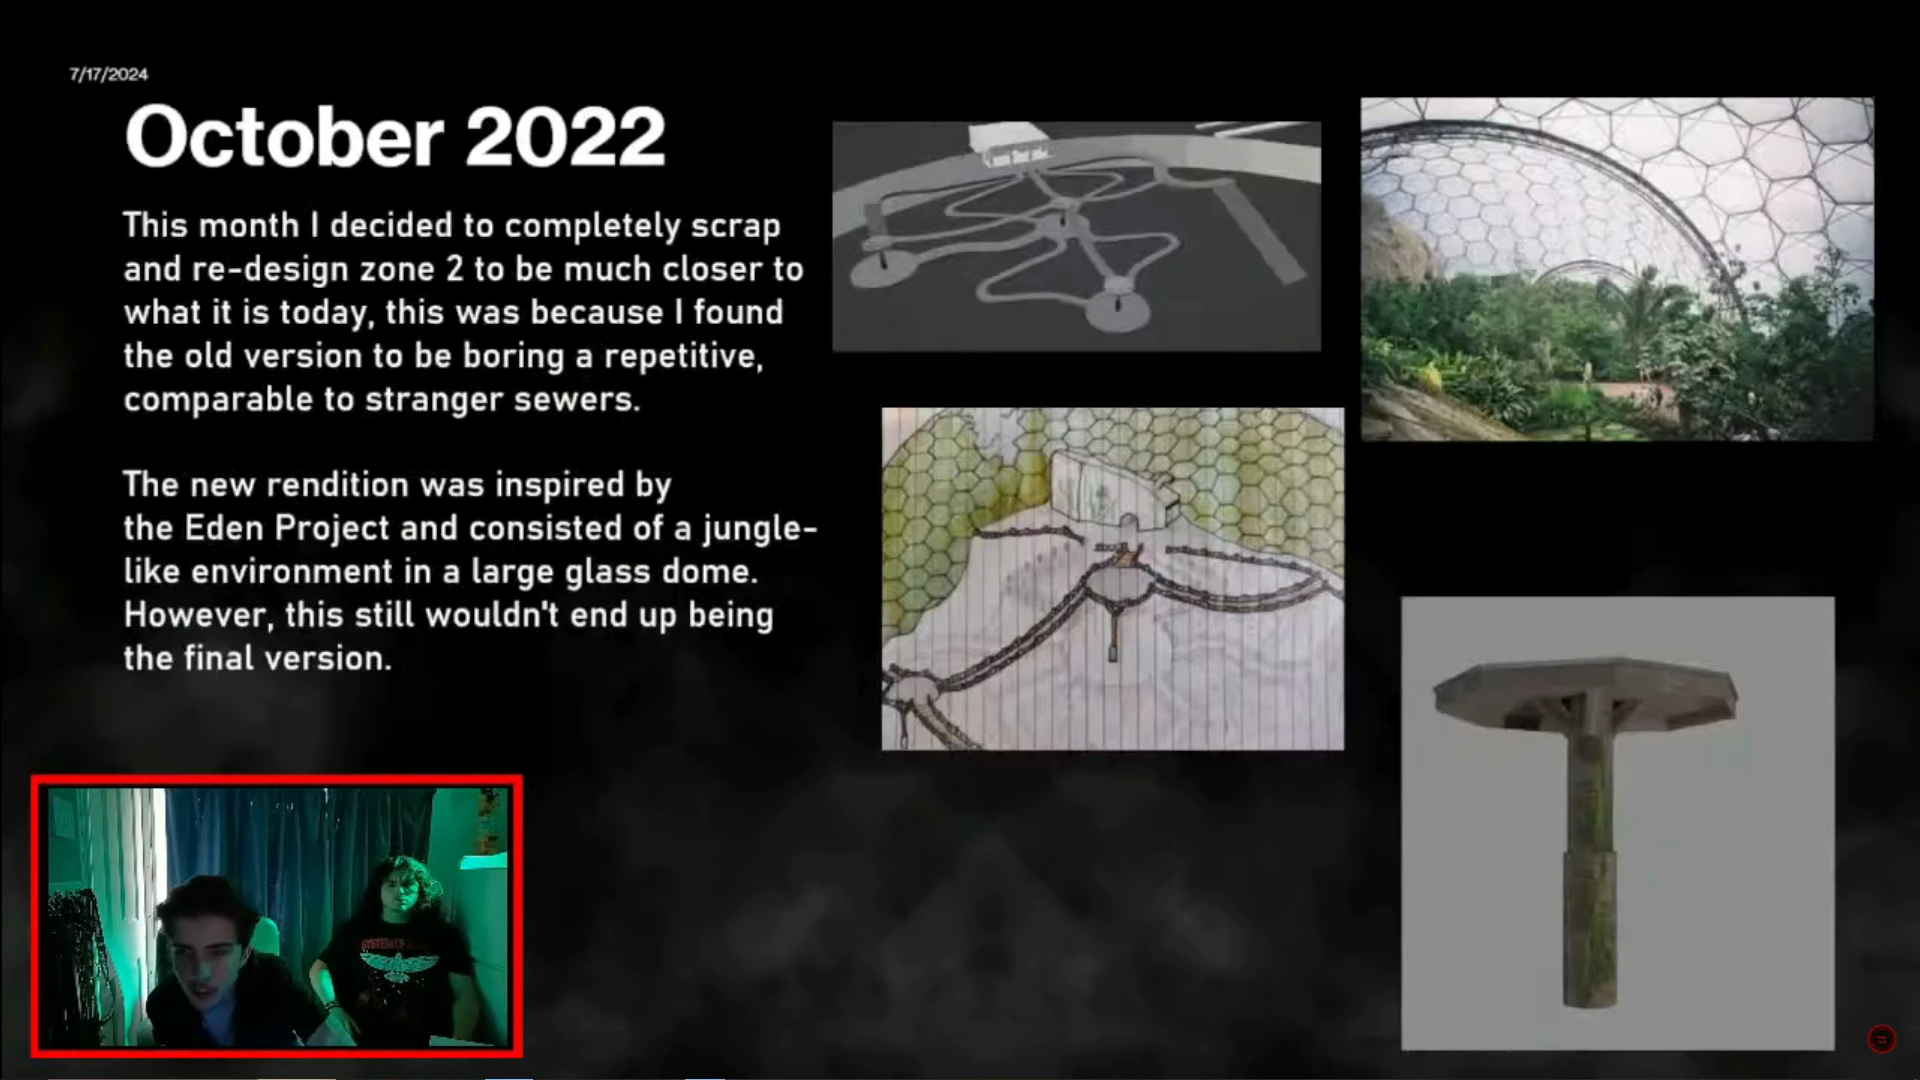 7/17/2024
October 2022
This month I decided to completely scrap
and re-design zone 2 to be much closer to
what it is today, this was because I found
the old version to be boring a repetitive,
comparable to stranger sewers.
The new rendition was inspired by
the Eden Project and consisted of a jungle-
like environment in a large glass dome.
However, this still wouldn't end up being
the final version.
SYSTEM OF